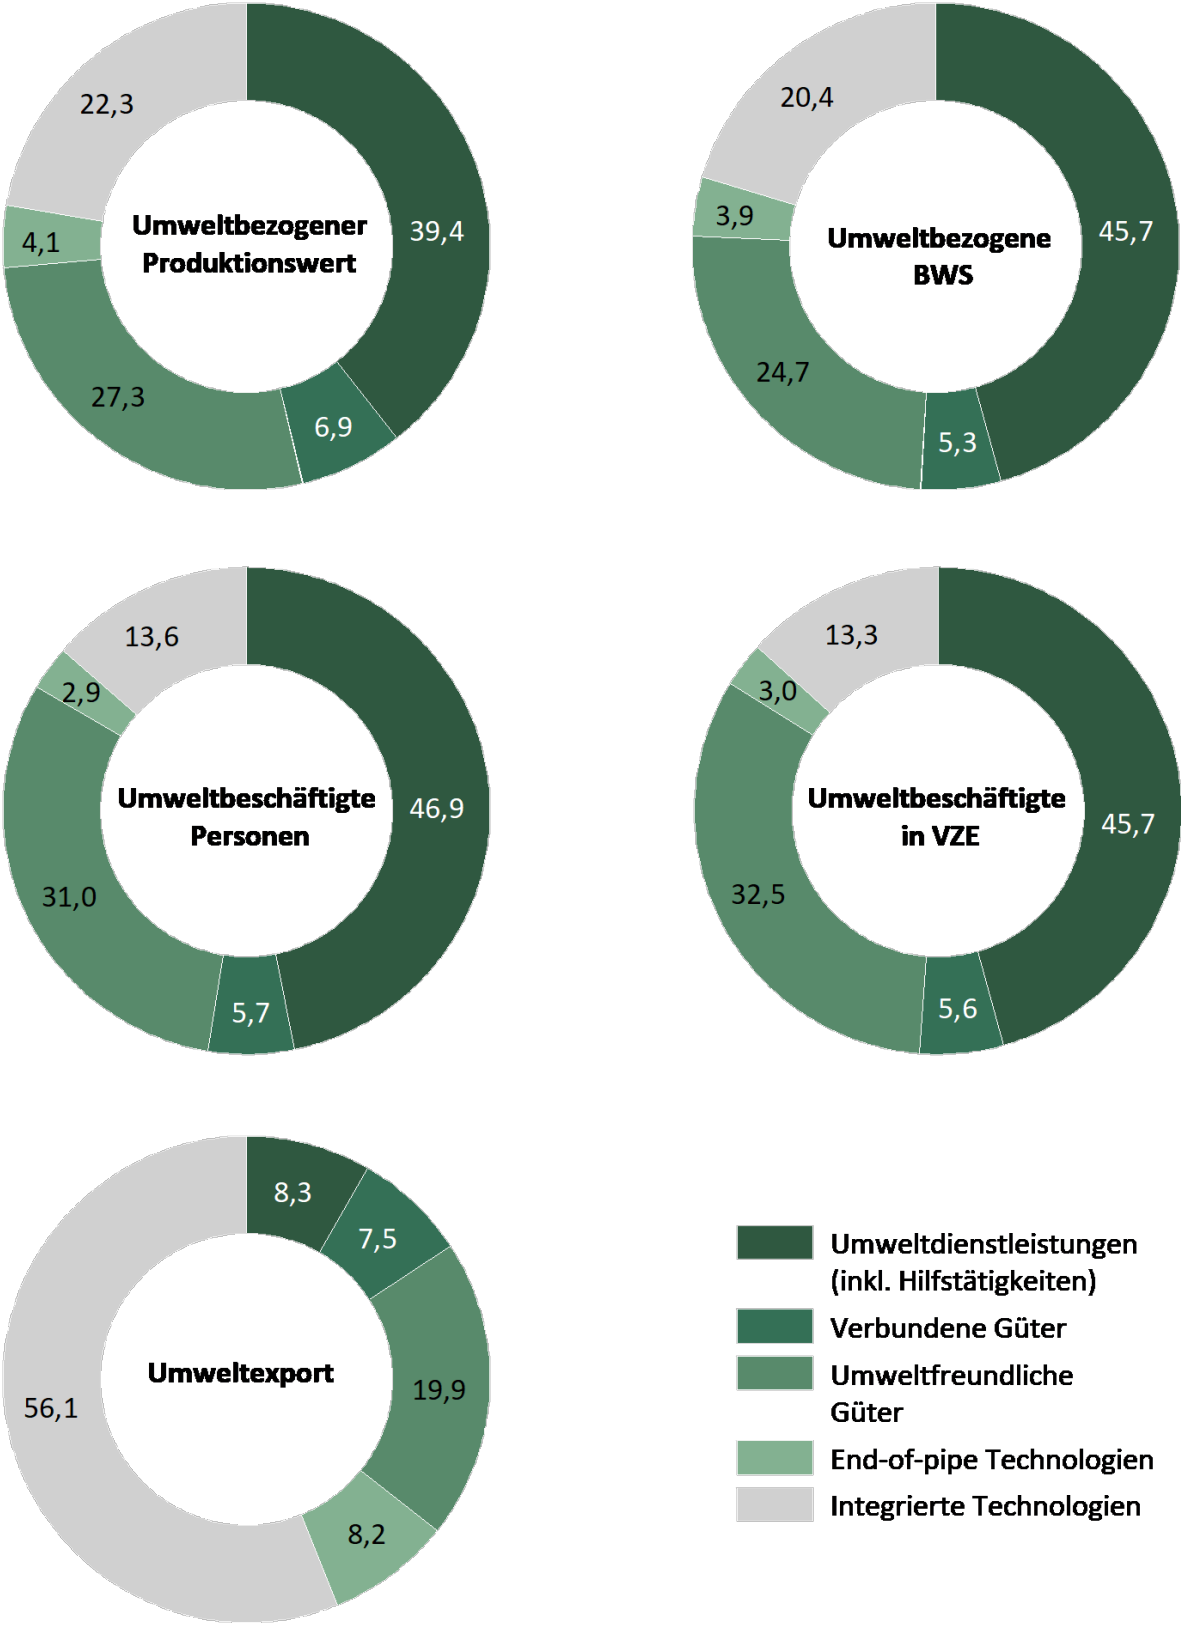 22,3
4,1
27,3
6,9
39,4
Umweltbezogener
Produktionswert
20,4
3,9
24,7
5,3
45,7
Umweltbezogene
BWS
13,6
2,9
31,0
5,7
46,9
Umweltbeschäftigte
Personen
13,3
3,0
32,5
5,6
45,7
Umweltbeschäftigte
in VZE
8,3
7,5
19,9
8,2
56,1
Umweltexport
Umweltdienstleistungen
(inkl. Hilfstätigkeiten)
Verbundene Güter
Umweltfreundliche
Güter
End-of-pipe Technologien
Integrierte Technologien